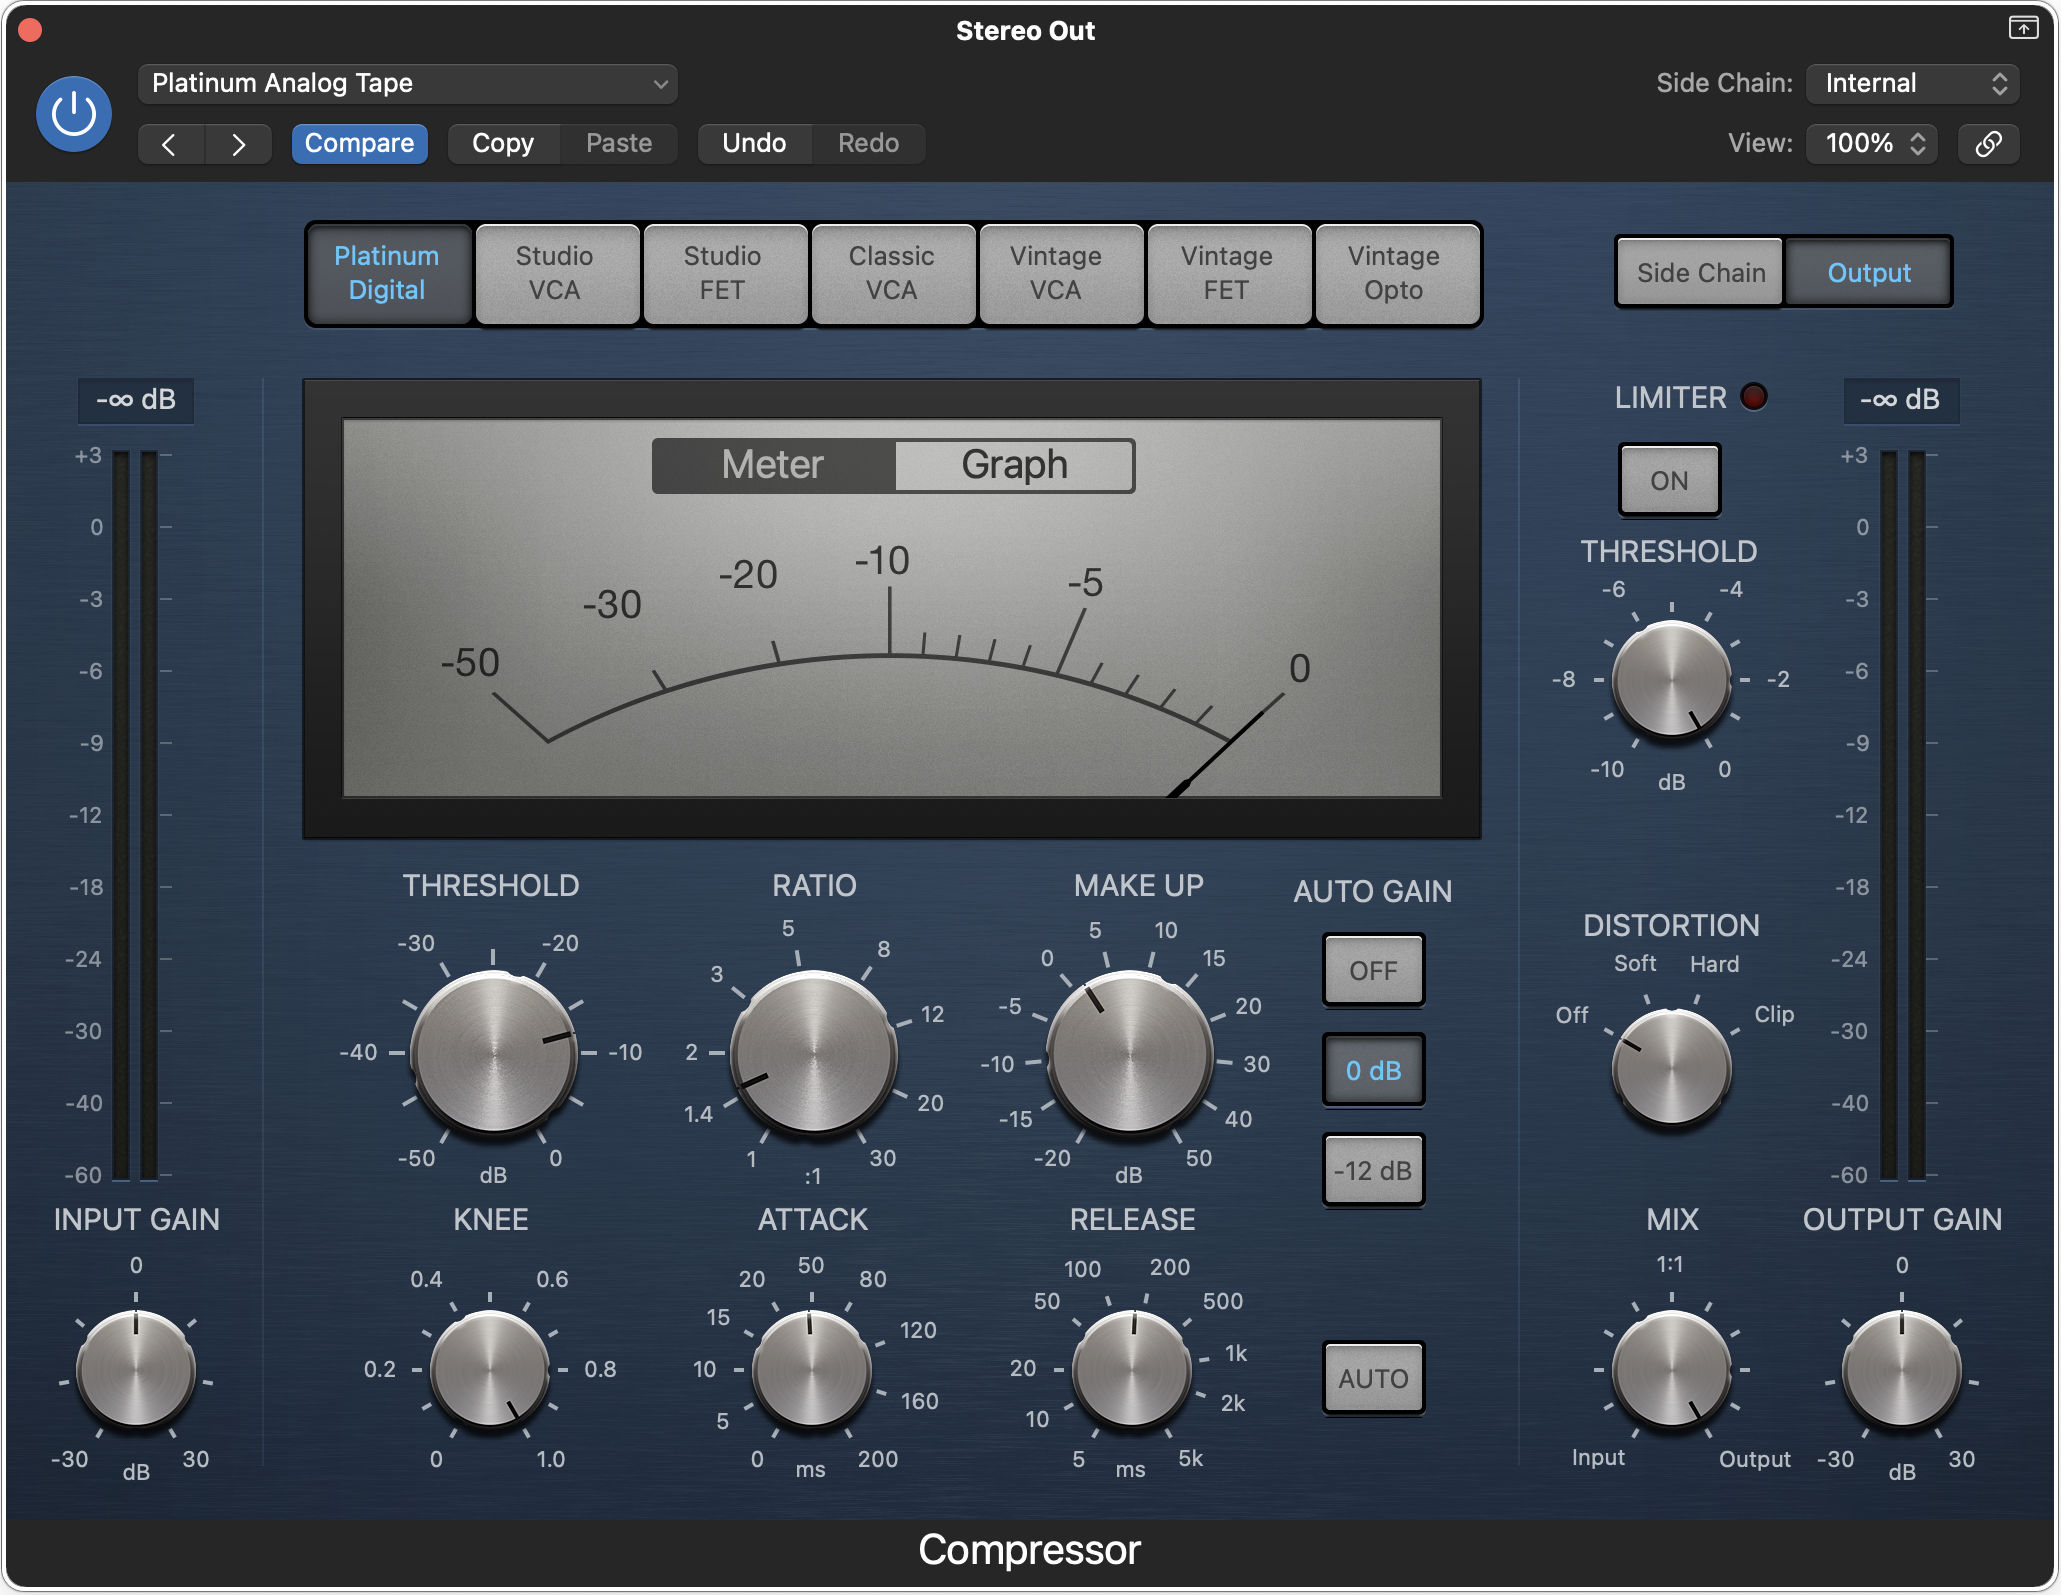 Stereo Out
Platinum Analog Tape
Side Chain: Internal
Compare Copy Paste Undo Redo
View: 100%
Platinum Digital
Studio VCA
Studio FET
Classic VCA
Vintage VCA
Vintage FET
Vintage Opto
Side Chain Output
-∞ dB
+3
0
-3
-6
-9
-12
-18
-24
-30
-40
-60
INPUT GAIN
0
-30 dB 30
Meter Graph
-50 -30 -20 -10 -5 0
THRESHOLD
-30 -20
-40 -10
-50 dB 0
RATIO
5
3 8
2 12
1.4 20
1 :1 30
MAKE UP
5 10
0 15
-5 20
-10 30
-15 40
-20 dB 50
AUTO GAIN
OFF
0 dB
-12 dB
KNEE
0.4 0.6
0.2 0.8
0 1.0
ATTACK
50
20 80
15 120
10
5 160
0 ms 200
RELEASE
100 200
50 500
20 1k
10 2k
5 ms 5k
AUTO
LIMITER
ON
THRESHOLD
-6 -4
-8 -2
-10 dB 0
DISTORTION
Soft Hard
Off Clip
MIX
1:1
Input Output
-∞ dB
+3
0
-3
-6
-9
-12
-18
-24
-30
-40
-60
OUTPUT GAIN
0
-30 dB 30
Compressor